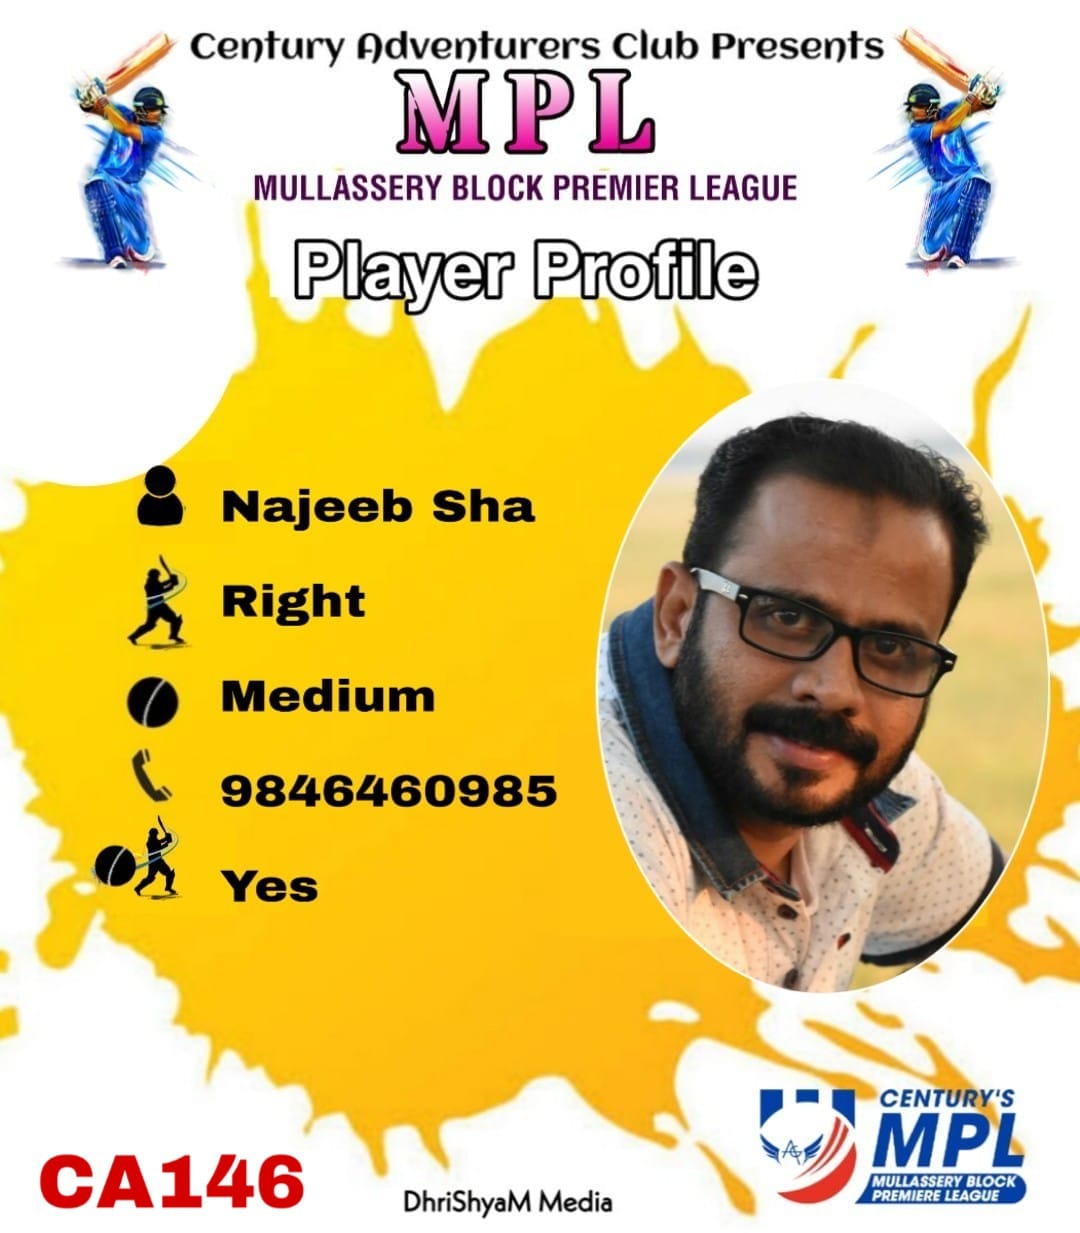 Century Adventurers Club Presents
MPL
MULLASSERY BLOCK PREMIER LEAGUE
Player Profile
Najeeb Sha
Right
Medium
9846460985
Yes
CA146
DhriShyaM Media
CENTURY'S
MPL
MULLASSERY BLOCK
PREMIERE LEAGUE